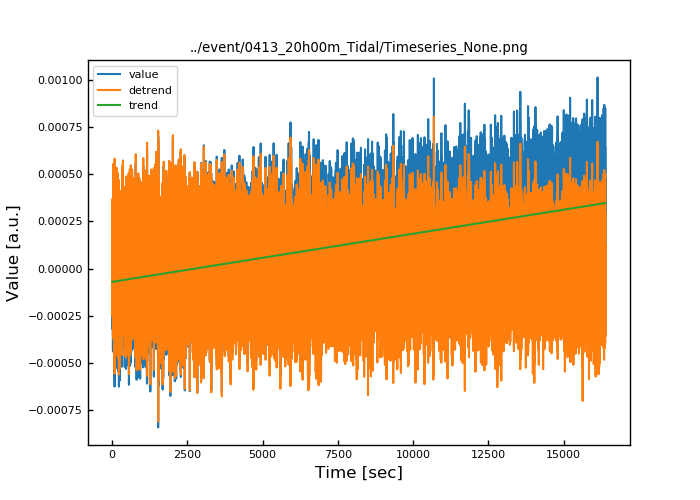 ../event/0413_20h00m_Tidal/Timeseries_None.png
value
detrend
trend
0.00100
0.00075
0.00050
0.00025
0.00000
−0.00025
−0.00050
−0.00075
Value [a.u.]
0
2500
5000
7500
10000
12500
15000
Time [sec]